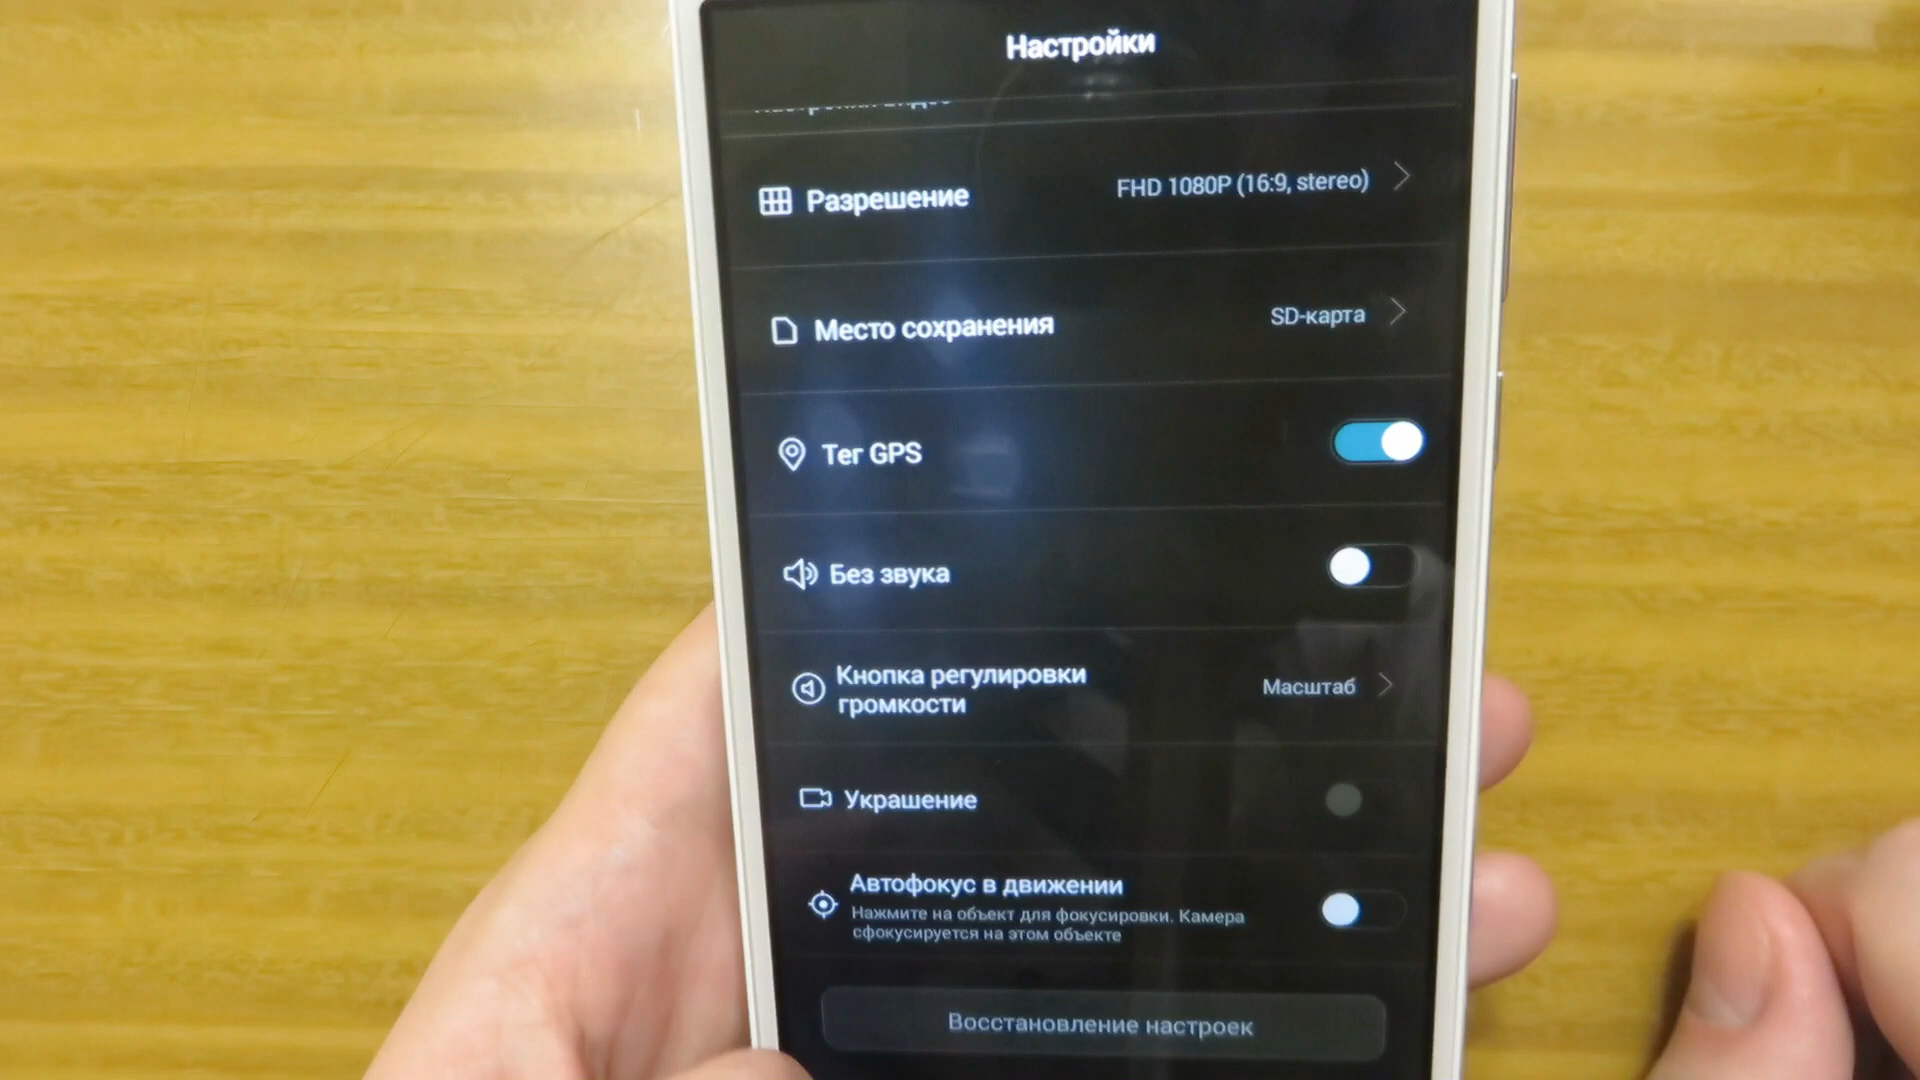 Настройки
Разрешение
FHD 1080P (16:9, stereo)
Место сохранения
SD-карта
Тег GPS
Без звука
Кнопка регулировки
громкости
Масштаб
Украшение
Автофокус в движении
Нажмите на объект для фокусировки. Камера
сфокусируется на этом объекте
Восстановление настроек